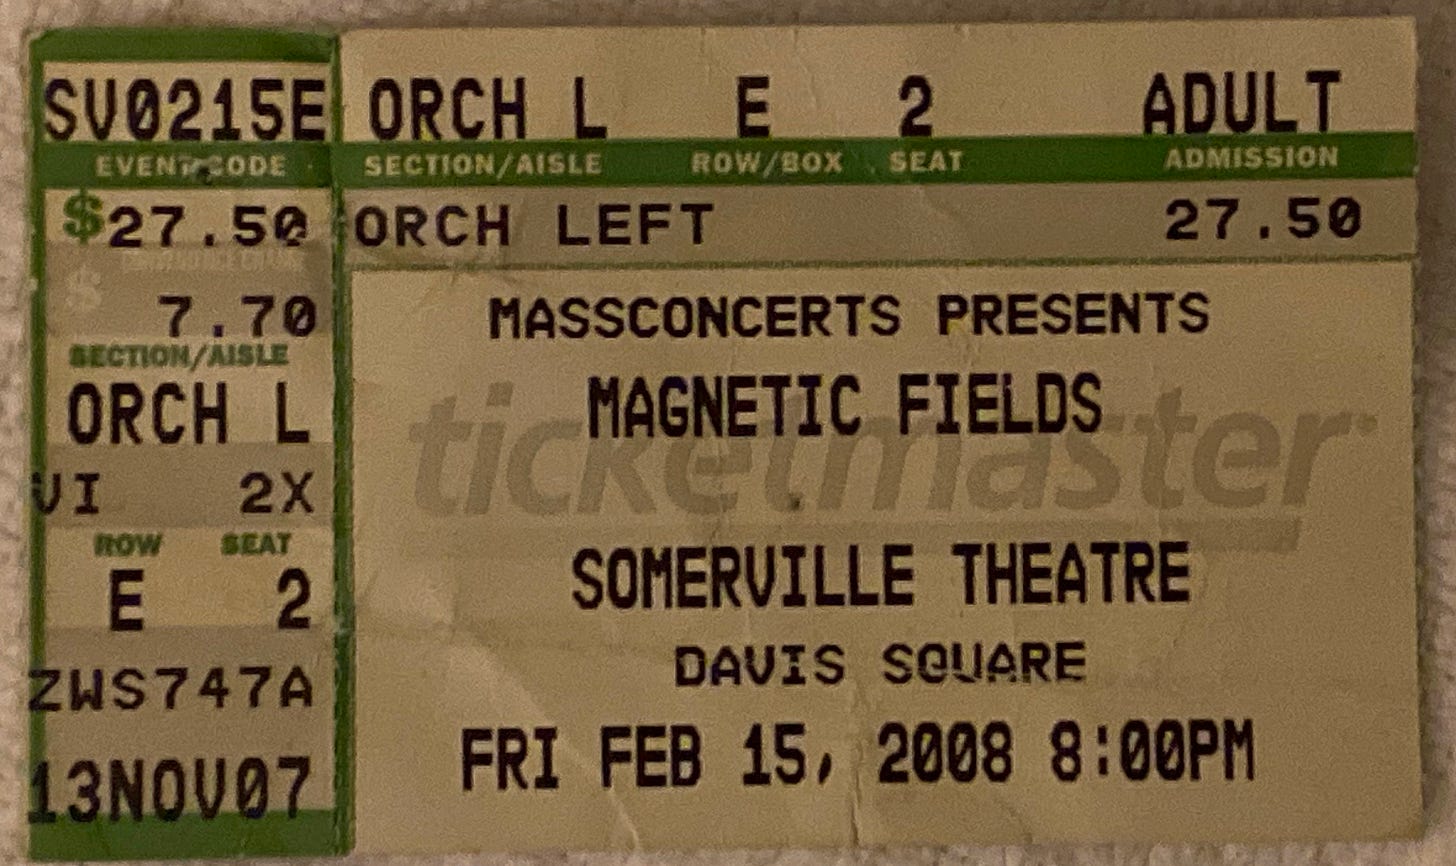 SV0215E
EVENT CODE
$27.50
CONVENIENCE CHARGE
$ 7.70
SECTION/AISLE
ORCH L
VI 2X
ROW SEAT
E 2
ZWS747A
13NOV07
ORCH L E 2 ADULT
SECTION/AISLE ROW/BOX SEAT ADMISSION
ORCH LEFT 27.50
MASSCONCERTS PRESENTS
MAGNETIC FIELDS
ticketmaster
SOMERVILLE THEATRE
DAVIS SQUARE
FRI FEB 15, 2008 8:00PM